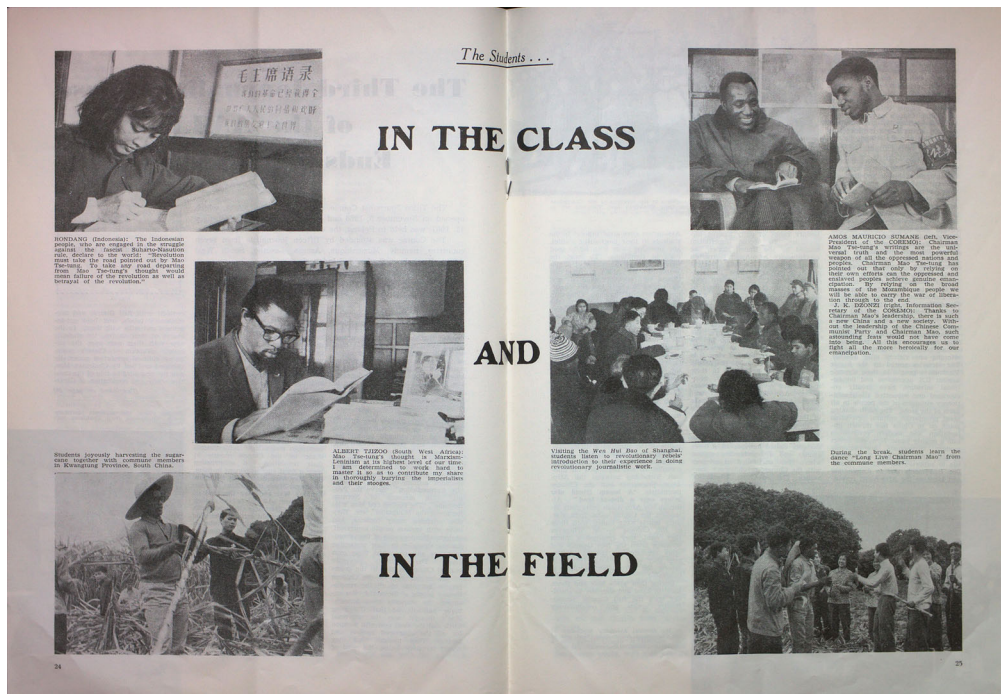 The Students . . .
IN THE CLASS
毛主席语录
RONDANG (Indonesia): The Indonesian
people, who are engaged in the struggle
against the fascist Suharto-Nasution
rule, declare to the world: "Revolution
must take the road pointed out by Mao
Tse-tung. To take any road departing
from Mao Tse-tung's thought would
mean failure of the revolution as well as
betrayal of the revolution."
AMOS MAURICIO SUMANE (left, Vice-
President of the COREMO): Chairman
Mao Tse-tung's writings are the uni-
versal truth and the most powerful
weapon of all the oppressed nations and
peoples. Chairman Mao Tse-tung has
pointed out that only by relying on
their own efforts can the oppressed and
enslaved peoples achieve genuine eman-
cipation. By relying on the broad
masses of the Mozambique people we
will be able to carry the war of libera-
tion through to the end.
J. K. DZONZI (right, Information Sec-
retary of the COREMO): Thanks to
Chairman Mao's leadership, there is such
a new China and a new society. With-
out the leadership of the Chinese Com-
munist Party and Chairman Mao, such
astounding feats would not have come
into being. All this encourages us to
fight all the more heroically for our
emancipation.
AND
ALBERT TJIZOO (South West Africa):
Mao Tse-tung's thought is Marxism-
Leninism at its highest level of our time.
I am determined to work hard to
master it so as to contribute my share
in thoroughly burying the imperialists
and their stooges.
Visiting the Wen Hui Bao of Shanghai,
students listen to revolutionary rebels'
introduction to their experience in doing
revolutionary journalistic work.
Students joyously harvesting the sugar-
cane together with commune members
in Kwangtung Province, South China.
During the break, students learn the
dance "Long Live Chairman Mao" from
the commune members.
IN THE FIELD
24
25